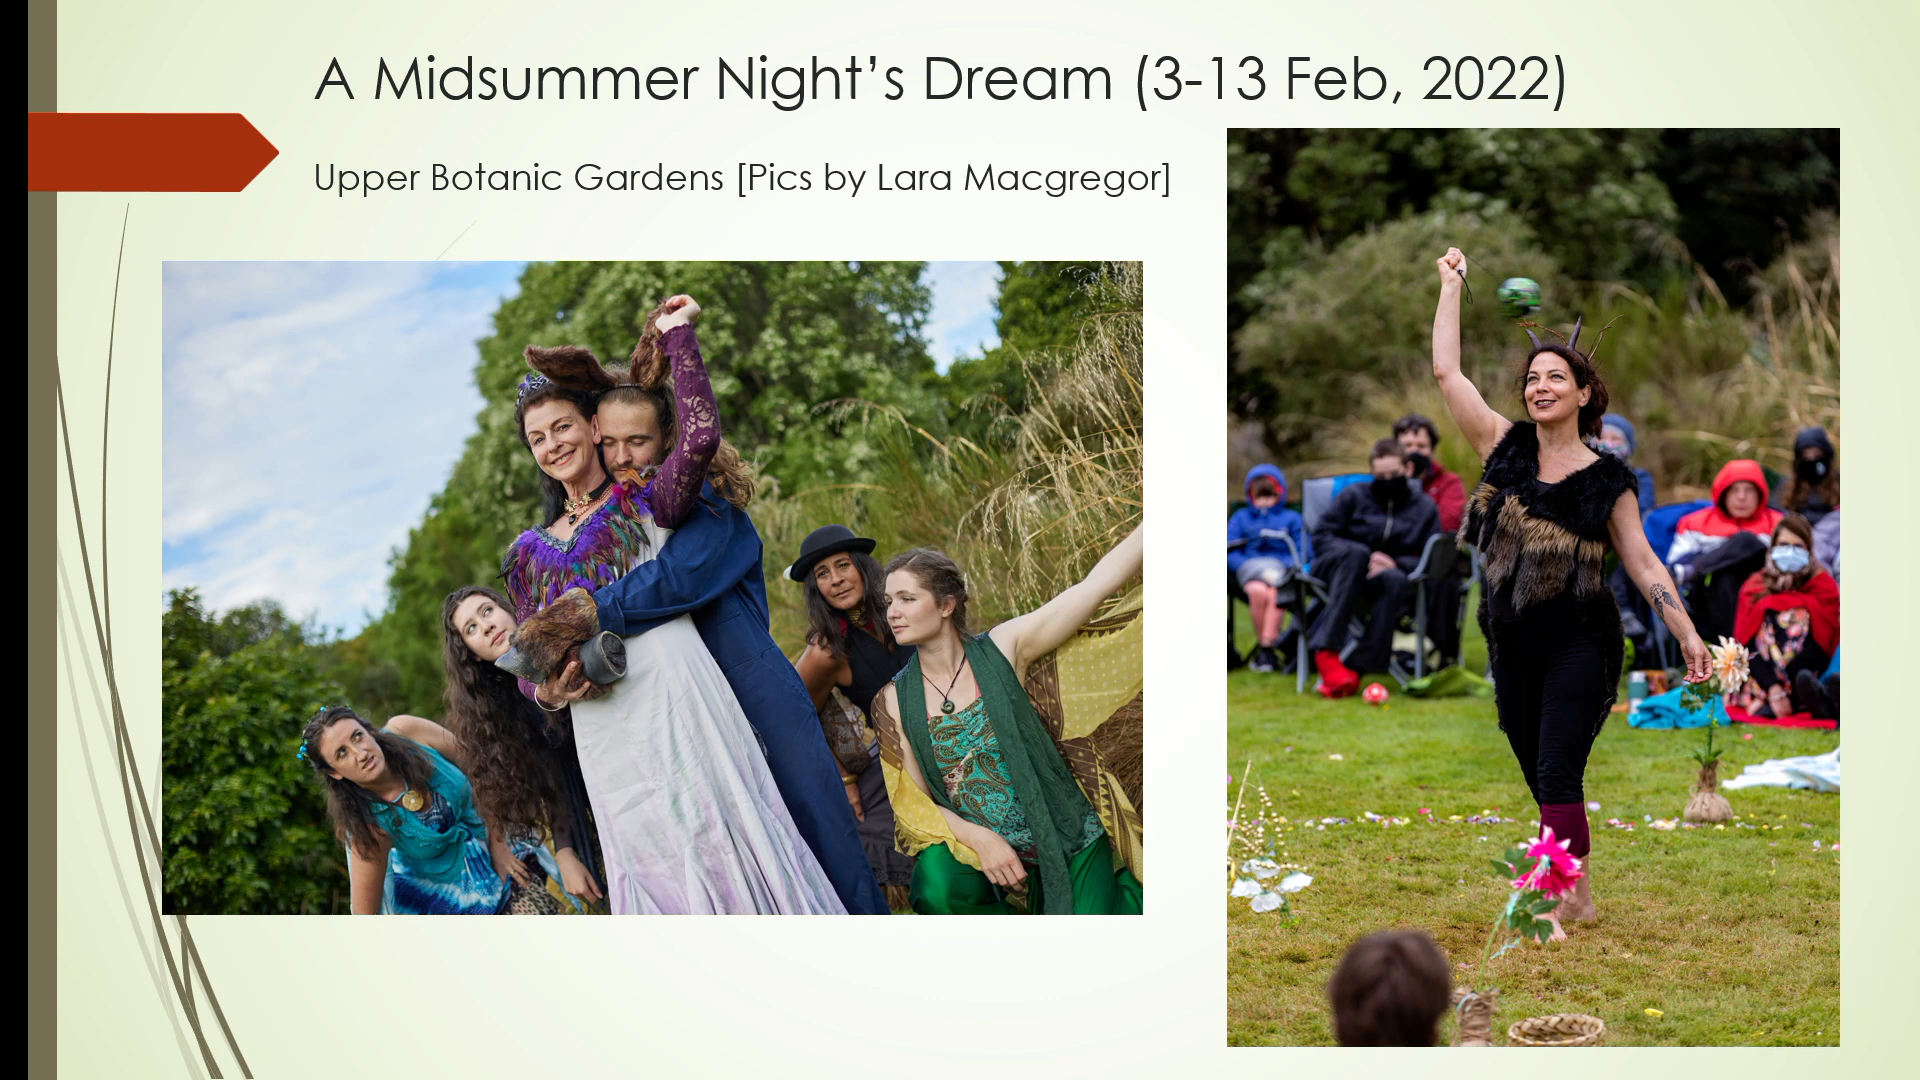 A Midsummer Night’s Dream (3-13 Feb, 2022)
Upper Botanic Gardens [Pics by Lara Macgregor]